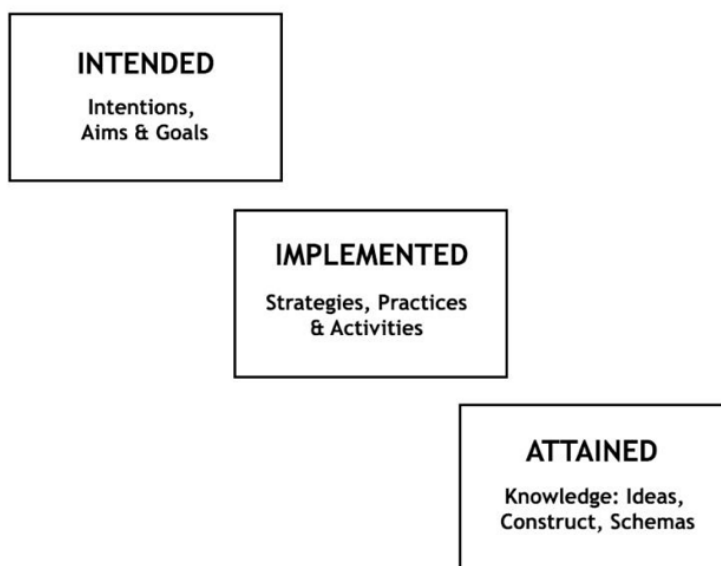 INTENDED
Intentions,
Aims & Goals
IMPLEMENTED
Strategies, Practices
& Activities
ATTAINED
Knowledge: Ideas,
Construct, Schemas